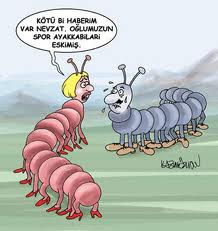 KÖTÜ Bİ HABERİM
VAR NEVZAT, OĞLUMUZUN
SPOR AYAKKABILARI
ESKİMİŞ.